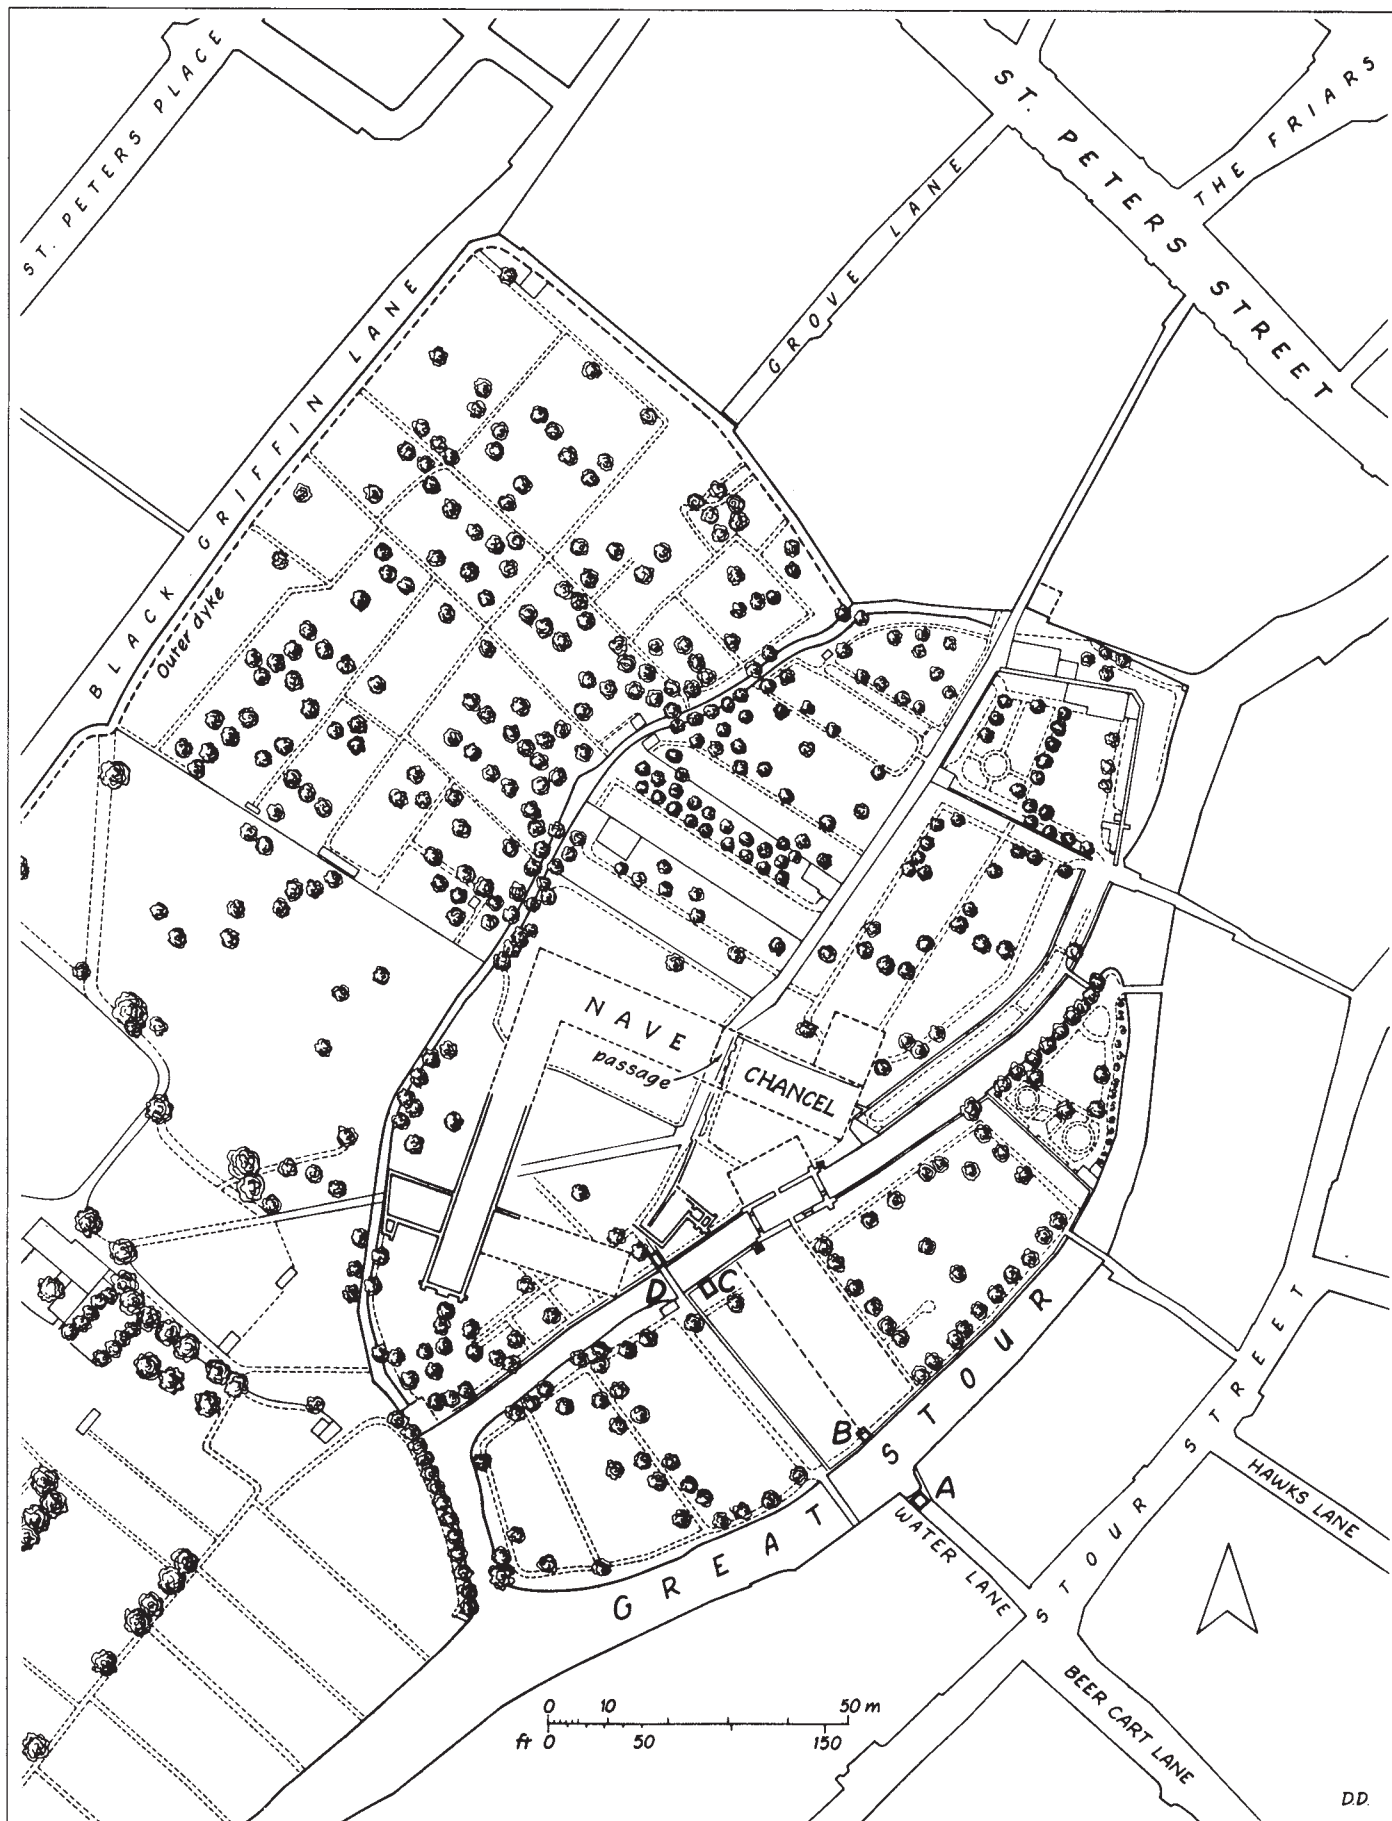 ST. PETERS PLACE
ST. PETERS STREET
THE FRIARS
GROVE LANE
BLACK GRIFFIN LANE
Outer dyke
NAVE
passage
CHANCEL
D
C
B
A
GREAT STOUR
WATER LANE
STOUR STREET
HAWKS LANE
BEER CART LANE
0 10 50 m
ft 0 50 150
D.D.